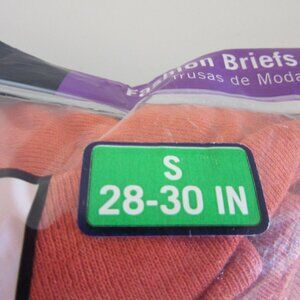 Fashion Briefs
Trusas de Moda
S
28-30 IN